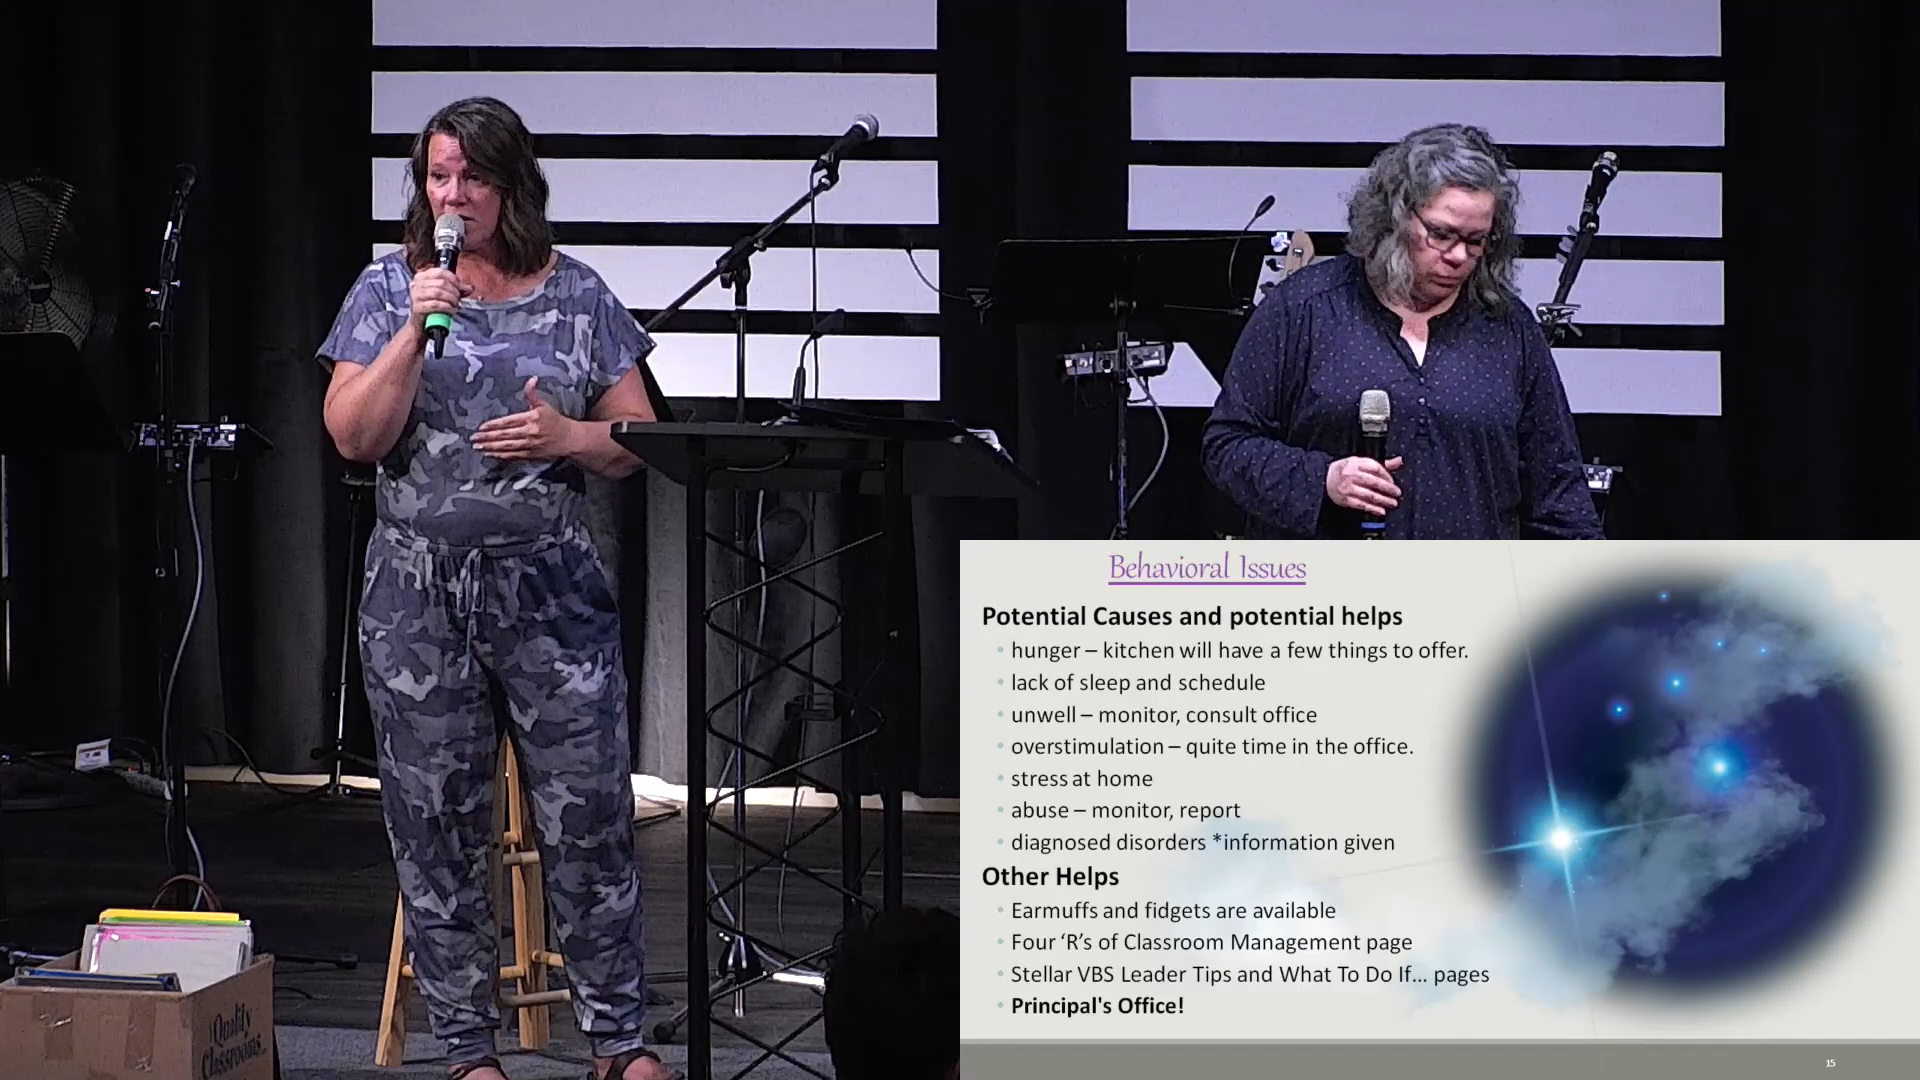 Behavioral Issues
Potential Causes and potential helps
• hunger – kitchen will have a few things to offer.
• lack of sleep and schedule
• unwell – monitor, consult office
• overstimulation – quite time in the office.
• stress at home
• abuse – monitor, report
• diagnosed disorders *information given
Other Helps
• Earmuffs and fidgets are available
• Four ‘R’s of Classroom Management page
• Stellar VBS Leader Tips and What To Do If... pages
• Principal's Office!
15
Quality
Classrooms